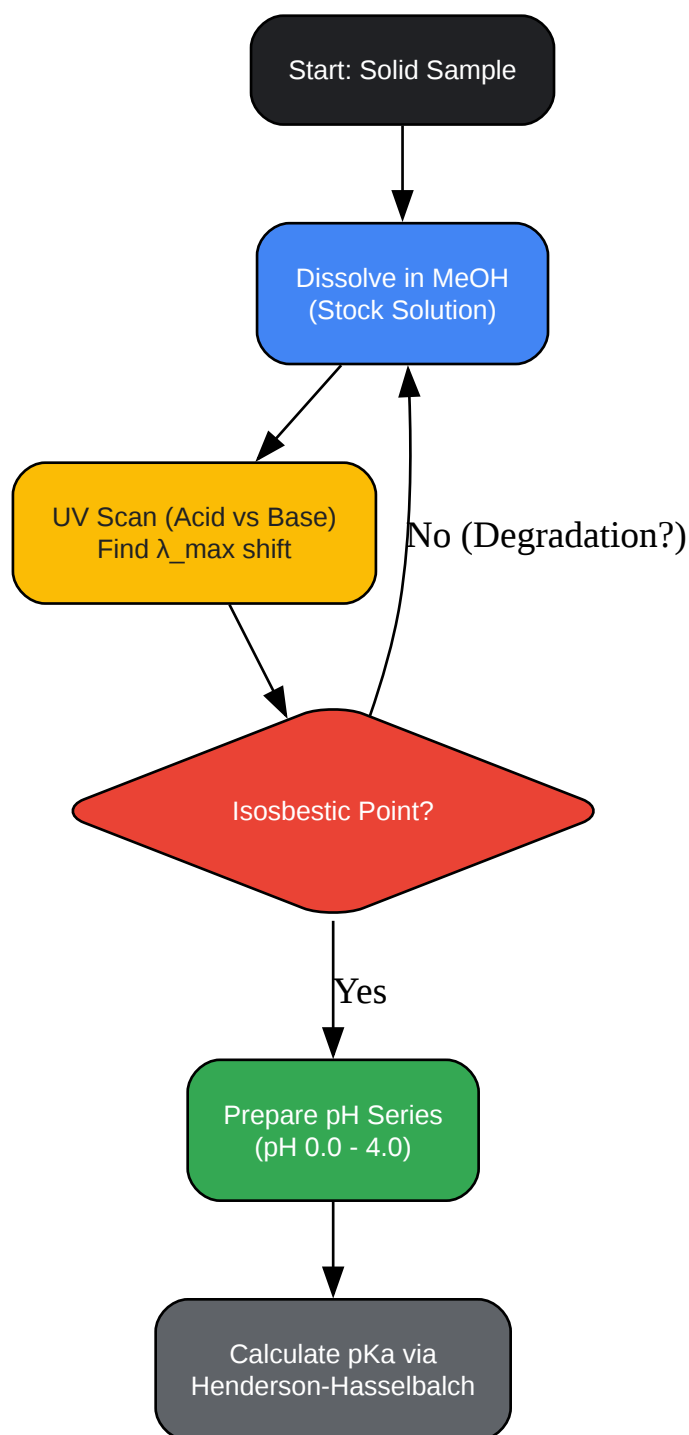 Start: Solid Sample
Dissolve in MeOH
(Stock Solution)
UV Scan (Acid vs Base)
Find λ_max shift
No (Degradation?)
Isosbestic Point?
Yes
Prepare pH Series
(pH 0.0 - 4.0)
Calculate pKa via
Henderson-Hasselbalch